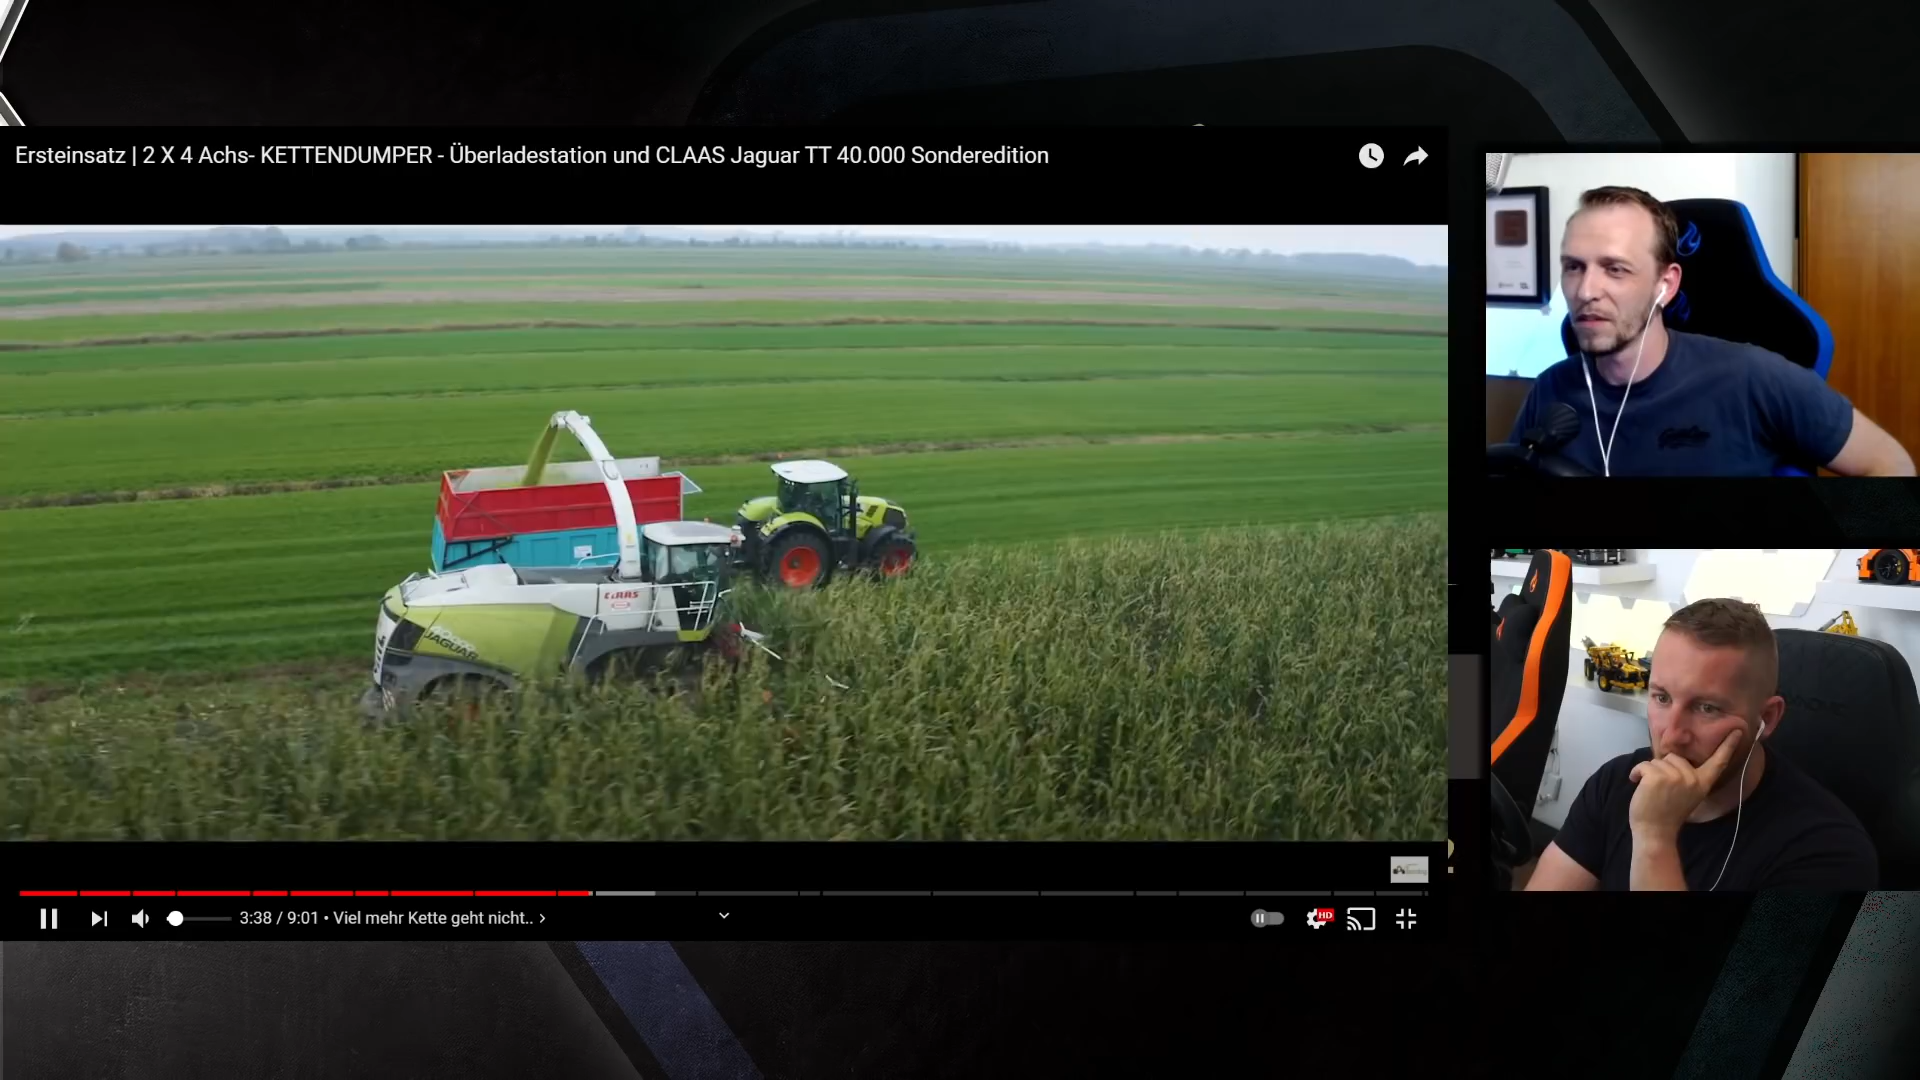 Ersteinsatz | 2 X 4 Achs- KETTENDUMPER - Überladestation und CLAAS Jaguar TT 40.000 Sonderedition
CLAAS
JAGUAR
3:38 / 9:01 • Viel mehr Kette geht nicht.. ›
HD